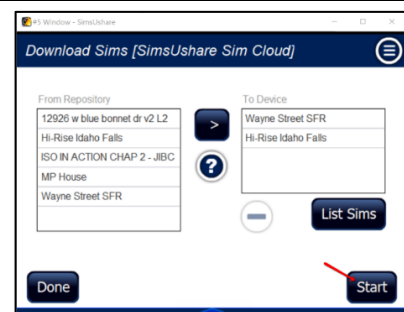 #5 Window - SimsUshare
Download Sims [SimsUshare Sim Cloud]
From Repository
12926 w blue bonnet dr v2 L2
Hi-Rise Idaho Falls
ISO IN ACTION CHAP 2 - JIBC
MP House
Wayne Street SFR
>
?
To Device
Wayne Street SFR
Hi-Rise Idaho Falls
List Sims
Done
Start